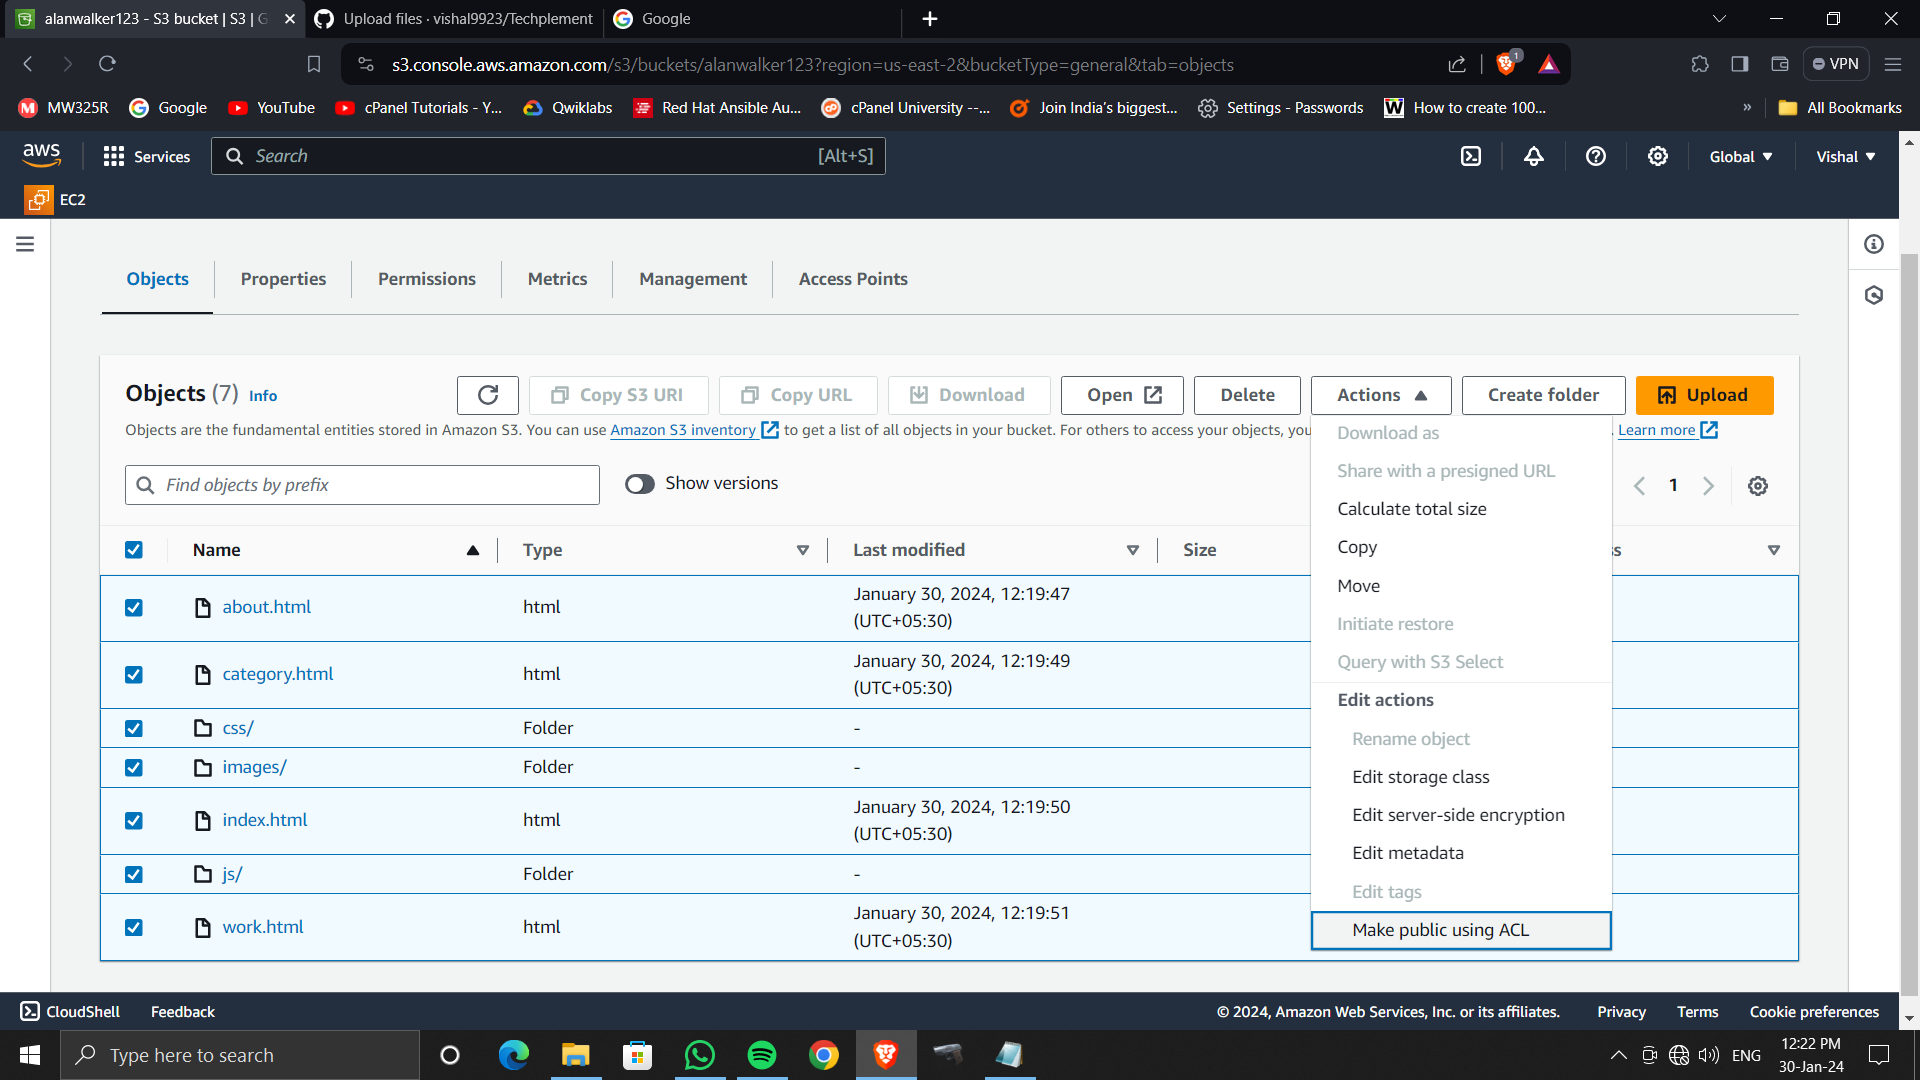 alanwalker123 - S3 bucket | S3 | G
Upload files · vishal9923/Techplement
Google
s3.console.aws.amazon.com/s3/buckets/alanwalker123?region=us-east-2&bucketType=general&tab=objects
1
VPN
MW325R
Google
YouTube
cPanel Tutorials - Y...
Qwiklabs
Red Hat Ansible Au...
cPanel University --...
Join India's biggest...
Settings - Passwords
How to create 100...
»
All Bookmarks
aws
Services
Search
[Alt+S]
Global
Vishal
EC2
Objects
Properties
Permissions
Metrics
Management
Access Points
Objects (7) Info
Copy S3 URI
Copy URL
Download
Open
Delete
Actions
Create folder
Upload
Objects are the fundamental entities stored in Amazon S3. You can use Amazon S3 inventory to get a list of all objects in your bucket. For others to access your objects, you
. Learn more
Find objects by prefix
Show versions
1
Download as
Share with a presigned URL
Calculate total size
Copy
Move
Initiate restore
Query with S3 Select
Edit actions
Rename object
Edit storage class
Edit server-side encryption
Edit metadata
Edit tags
Make public using ACL
Name
Type
Last modified
Size
s
about.html
html
January 30, 2024, 12:19:47
(UTC+05:30)
category.html
html
January 30, 2024, 12:19:49
(UTC+05:30)
css/
Folder
-
images/
Folder
-
index.html
html
January 30, 2024, 12:19:50
(UTC+05:30)
js/
Folder
-
work.html
html
January 30, 2024, 12:19:51
(UTC+05:30)
CloudShell
Feedback
© 2024, Amazon Web Services, Inc. or its affiliates.
Privacy
Terms
Cookie preferences
Type here to search
ENG
12:22 PM
30-Jan-24